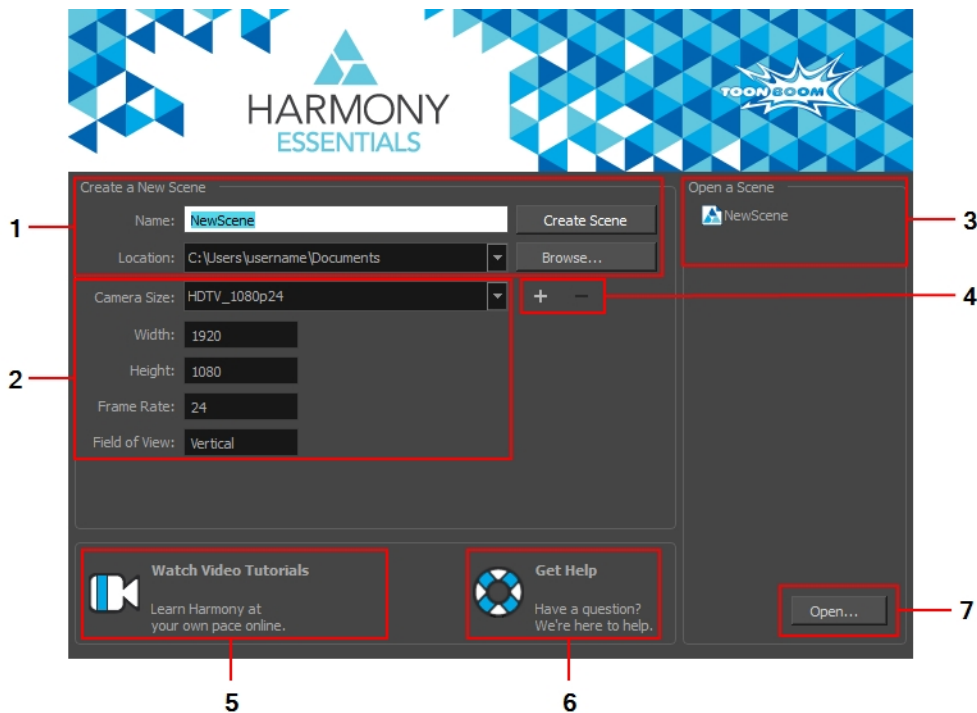 HARMONY
ESSENTIALS
TOON BOOM
Create a New Scene
Name: NewScene Create Scene
Location: C:\Users\username\Documents Browse...
Camera Size: HDTV_1080p24 + -
Width: 1920
Height: 1080
Frame Rate: 24
Field of View: Vertical
Open a Scene
NewScene
Watch Video Tutorials
Learn Harmony at
your own pace online.
Get Help
Have a question?
We're here to help.
Open...
1
2
3
4
5
6
7